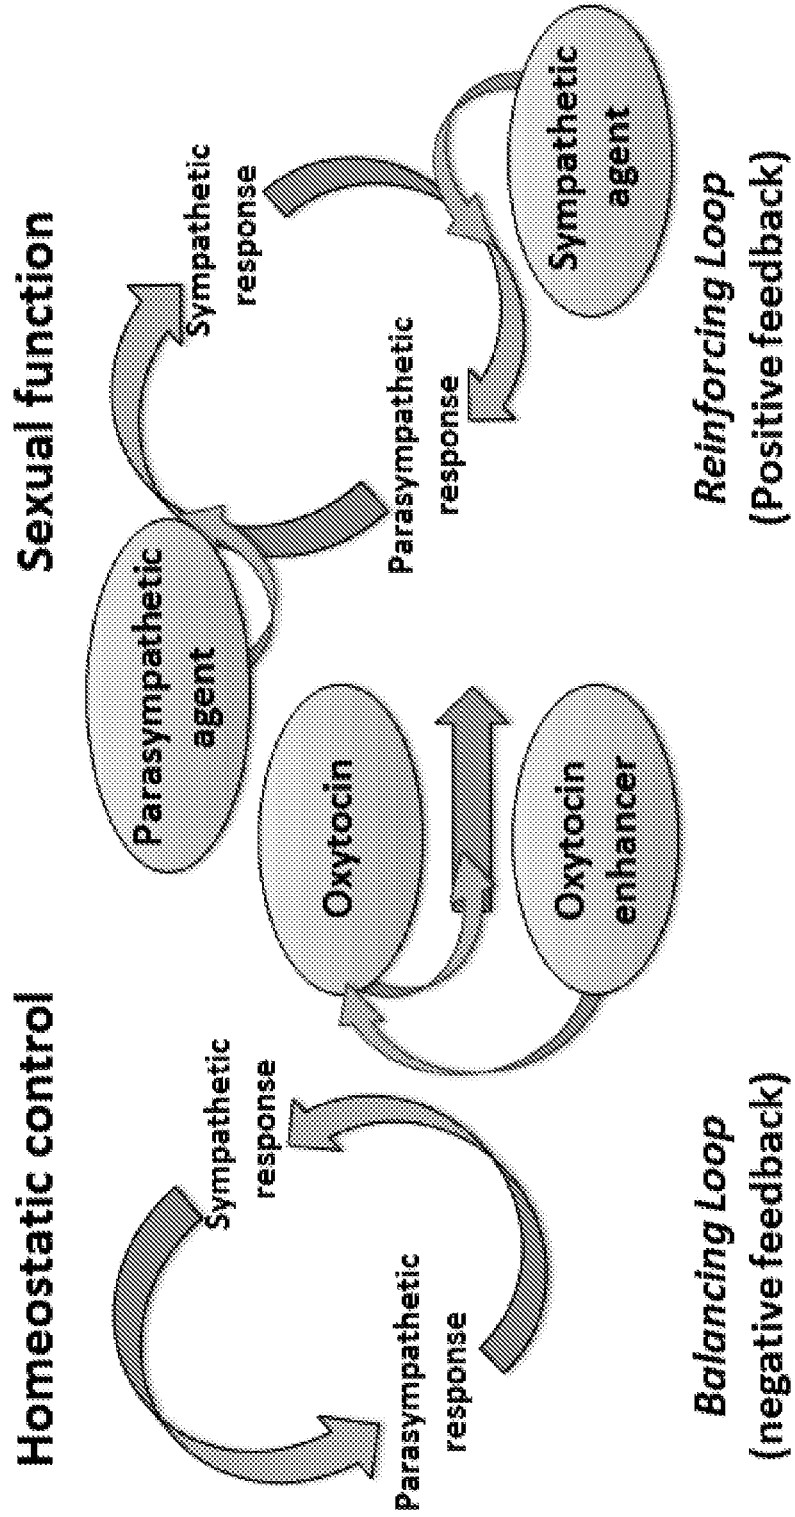 Homeostatic control
Sympathetic
response
Parasympathetic
response
Balancing Loop
(negative feedback)
Parasympathetic
agent
Oxytocin
Oxytocin
enhancer
Sexual function
Sympathetic
response
Parasympathetic
response
Sympathetic
agent
Reinforcing Loop
(Positive feedback)